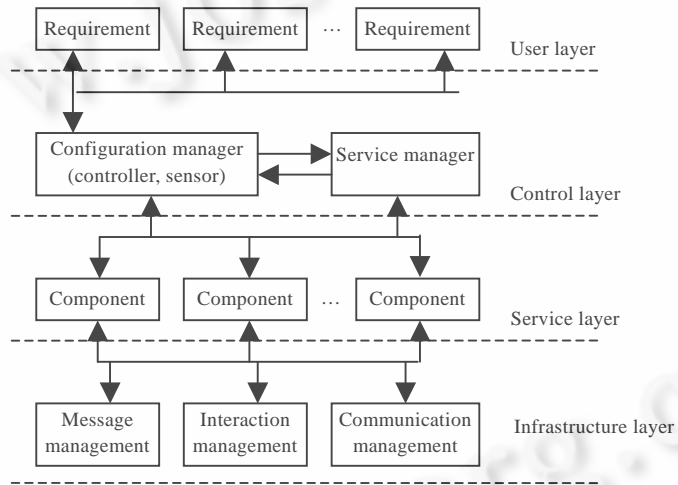 Requirement Requirement ... Requirement
User layer
Configuration manager
(controller, sensor)
Service manager
Control layer
Component Component ... Component
Service layer
Message
management
Interaction
management
Communication
management
Infrastructure layer